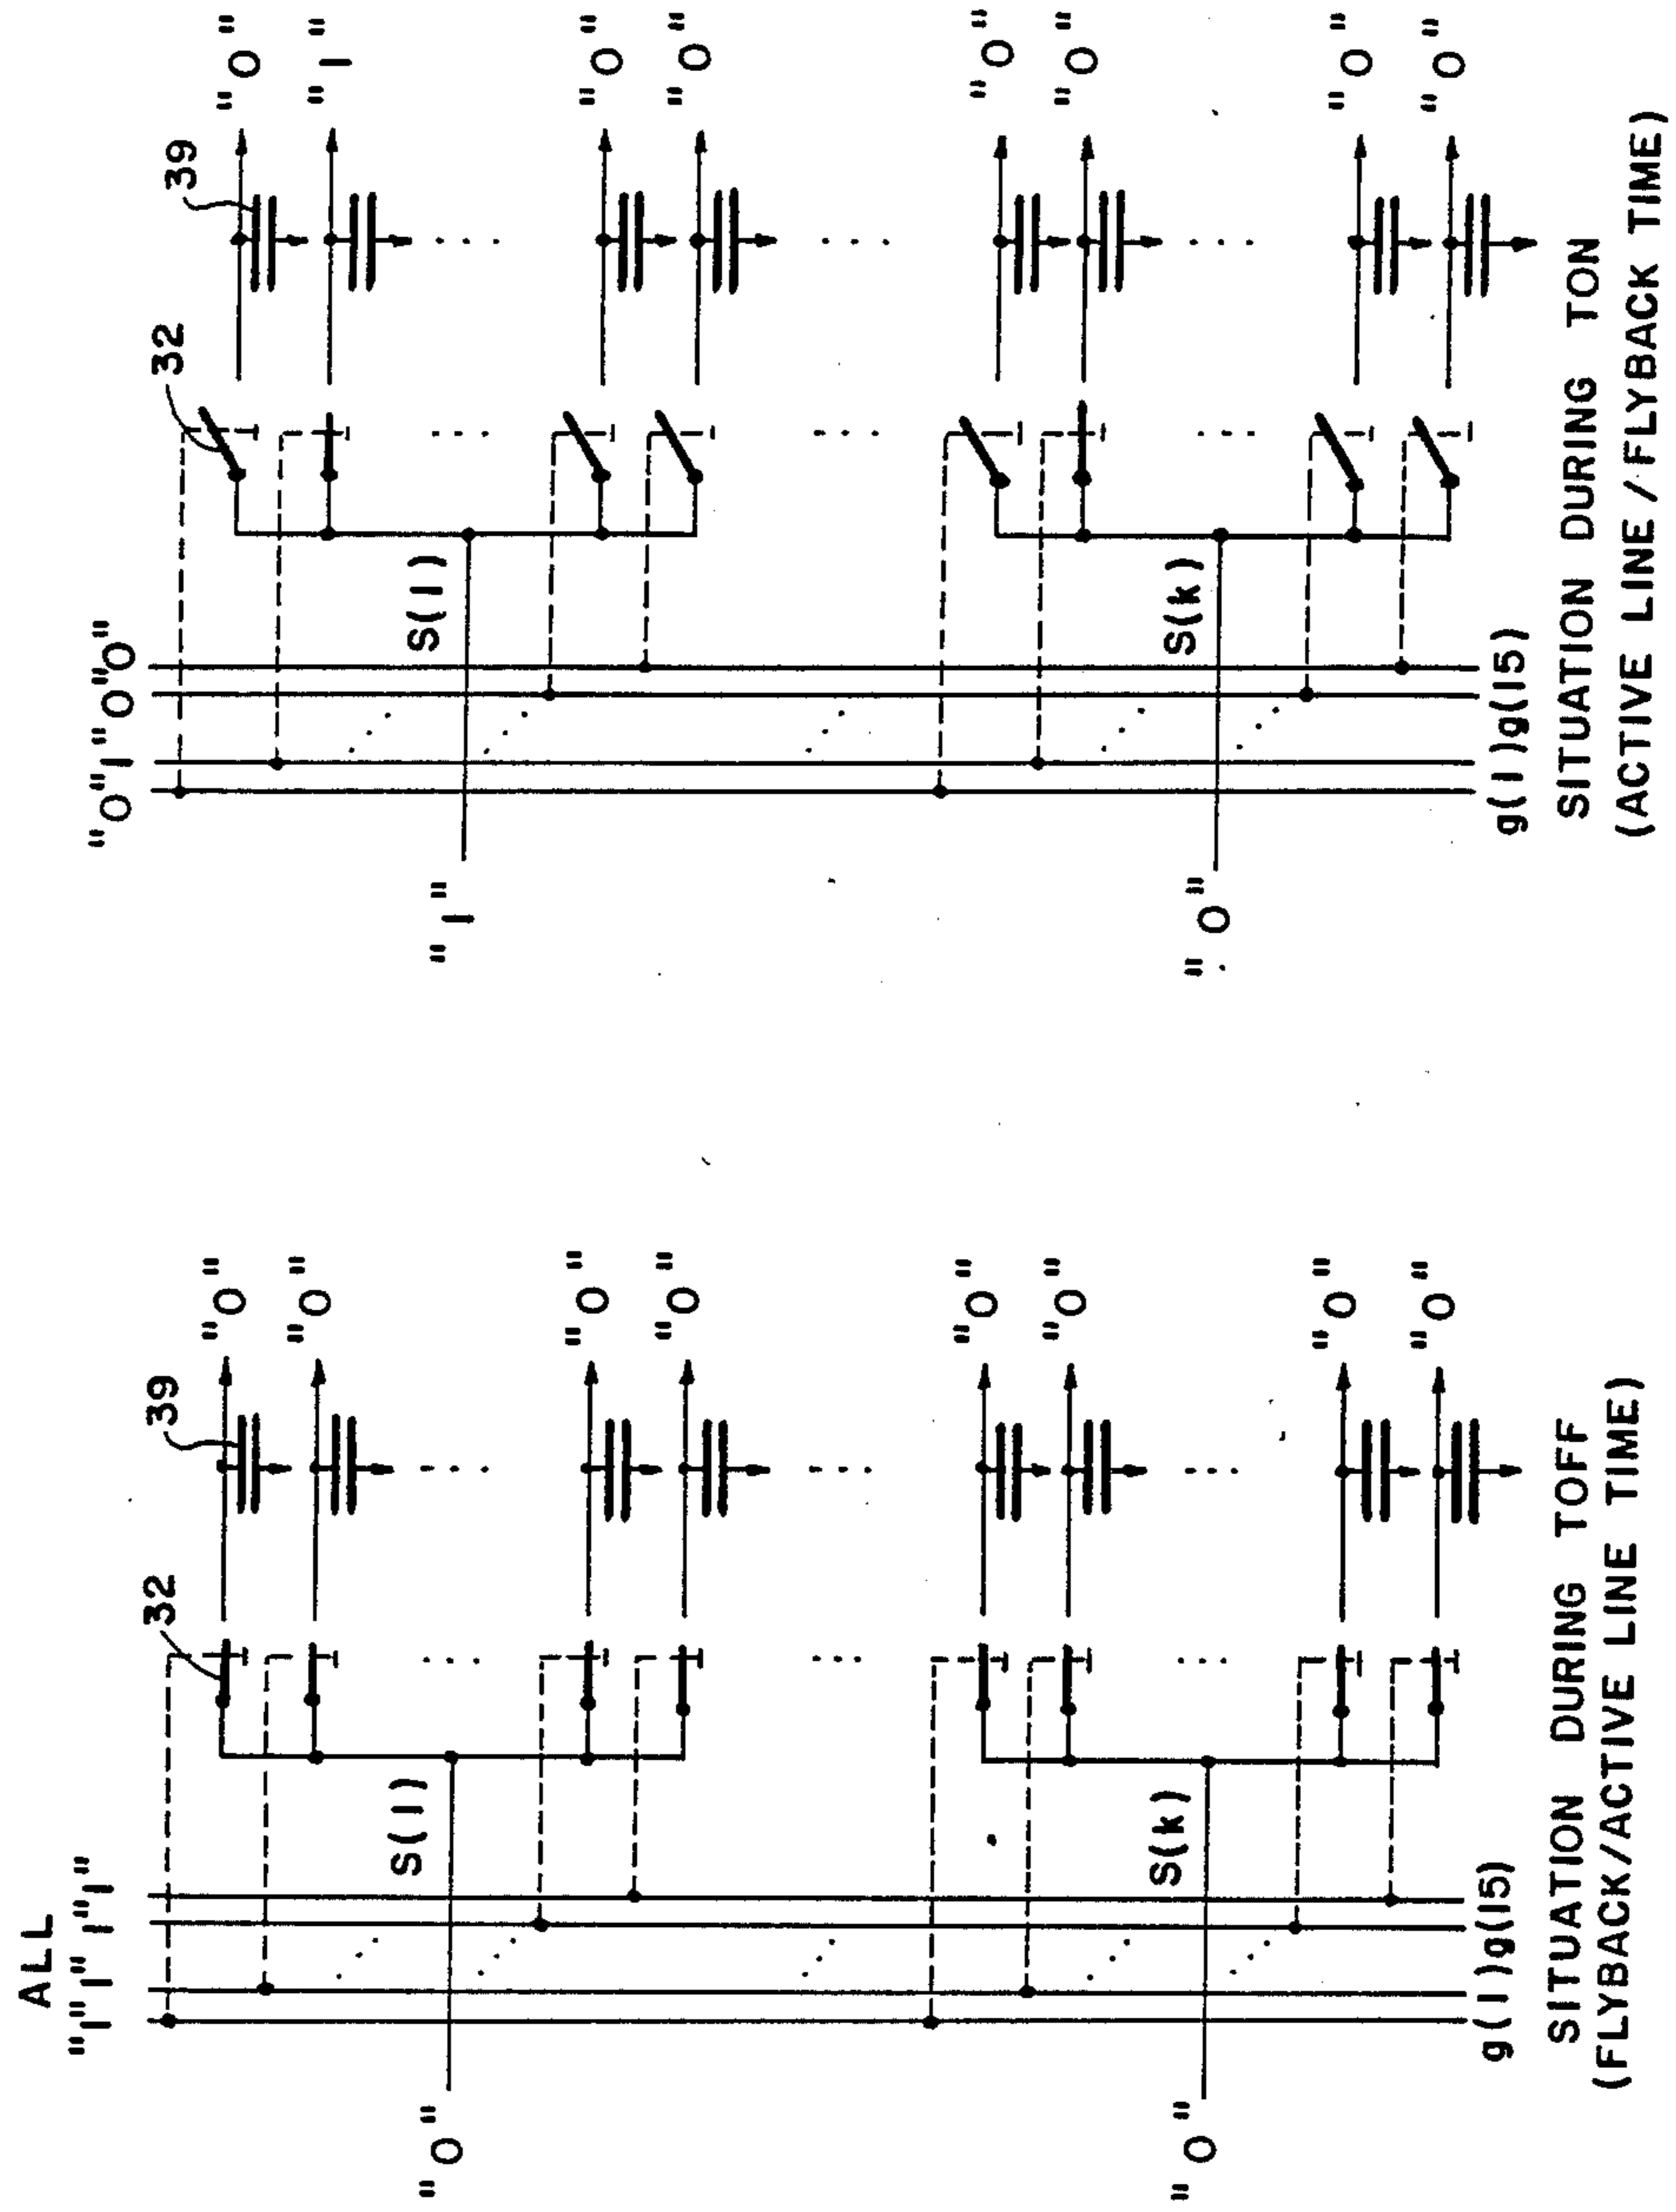 ALL
"1""1" "1""1"
32
39
"0"
"0"
"0"
S(1)
"0"
"0"
"0"
"0"
"0"
S(k)
"0"
"0"
g(1)g(15)
SITUATION DURING TOFF
(FLYBACK/ACTIVE LINE TIME)
"0""1""0""0"
32
39
"0"
"1"
"1"
S(1)
"0"
"0"
"0"
"0"
"0"
S(k)
"0"
"0"
g(1)g(15)
SITUATION DURING TON
(ACTIVE LINE/FLYBACK TIME)